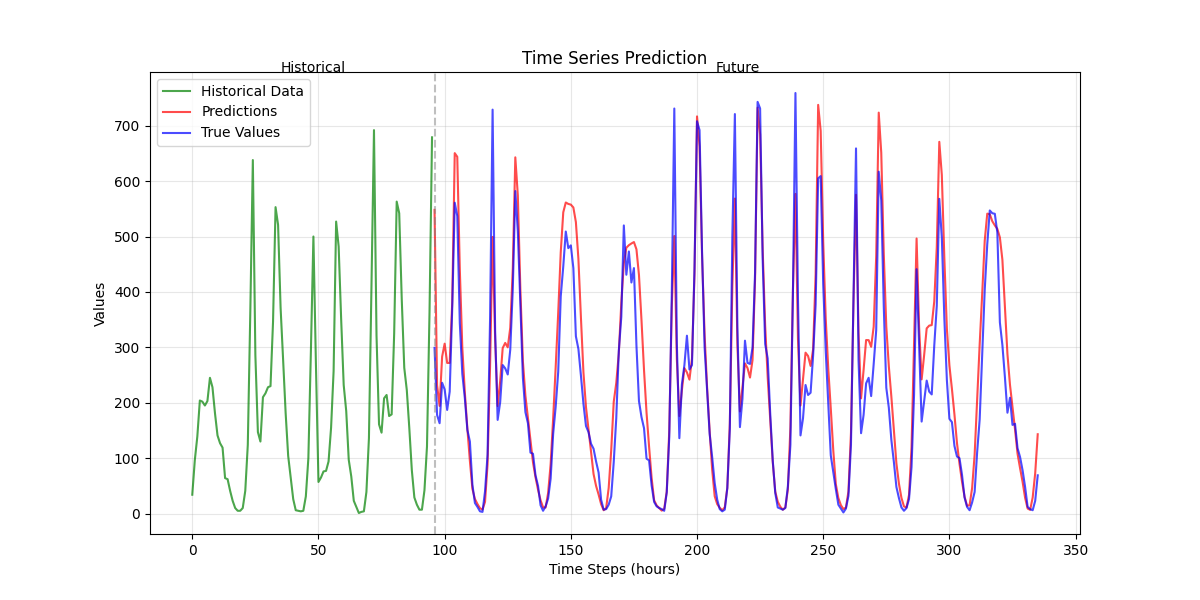 Time Series Prediction
Historical
Future
Historical Data
Predictions
True Values
Values
700
600
500
400
300
200
100
0
0
50
100
150
200
250
300
350
Time Steps (hours)